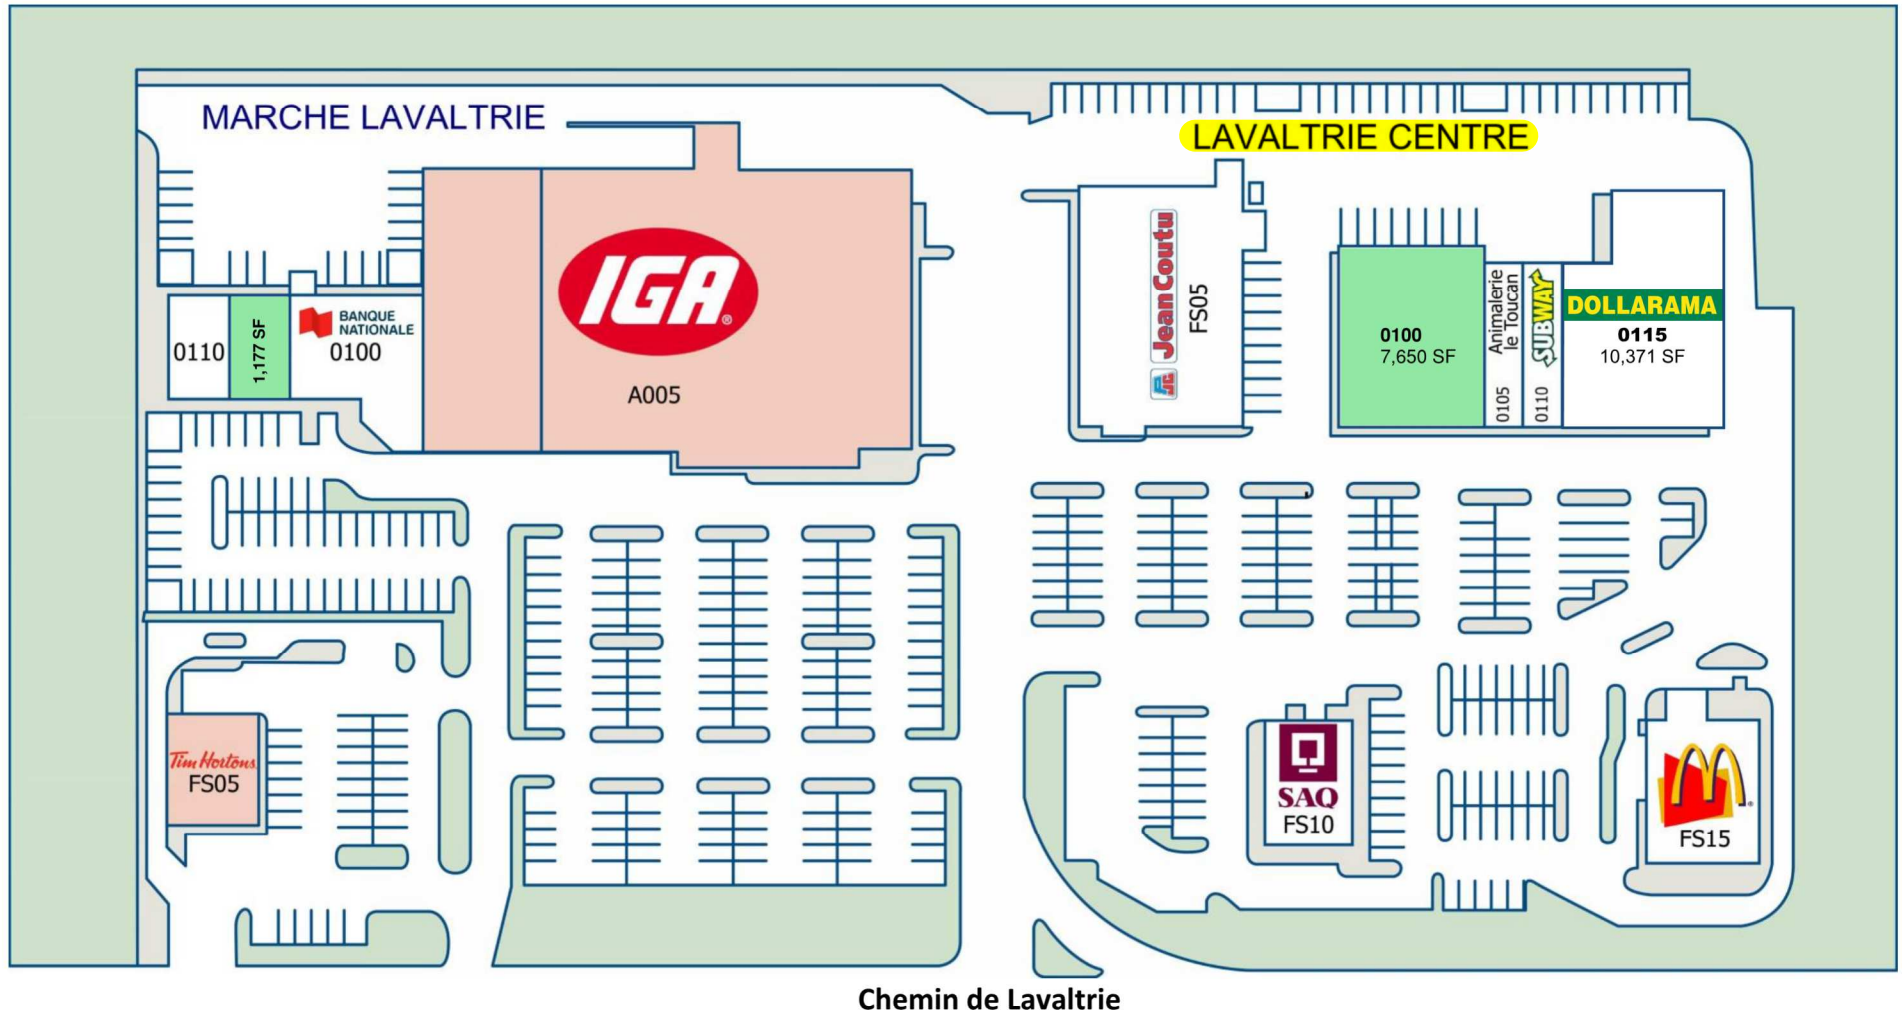 MARCHE LAVALTRIE
LAVALTRIE CENTRE
IGA
®
A005
0110
1,177 SF
BANQUE
NATIONALE
0100
JeanCoutu
PJC
FS05
0100
7,650 SF
Animalerie
le Toucan
0105
SUBWAY
0110
DOLLARAMA
0115
10,371 SF
Tim Hortons
FS05
SAQ
FS10
M
®
FS15
Chemin de Lavaltrie